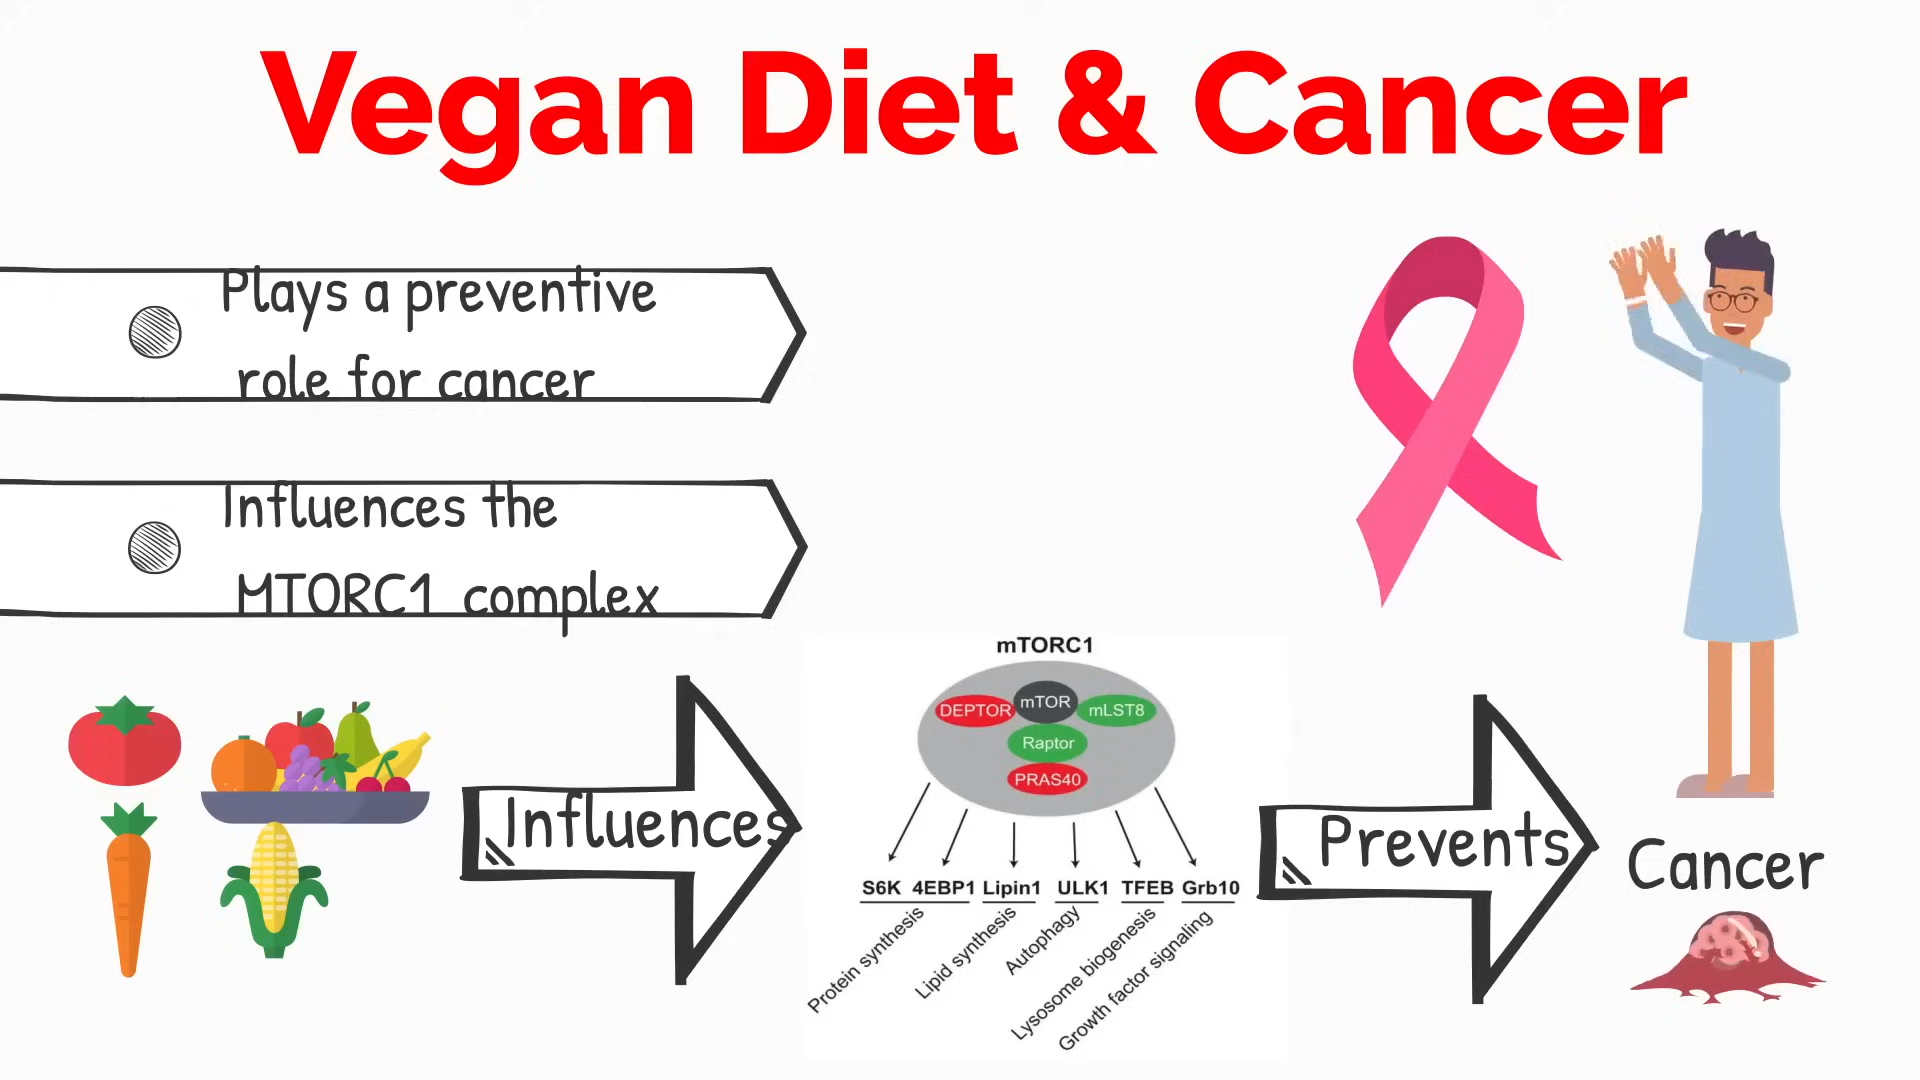 Vegan Diet & Cancer
Plays a preventive
role for cancer
Influences the
MTORC1 complex
mTORC1
DEPTOR mTOR mLST8
Raptor
PRAS40
Influences
Prevents
Cancer
S6K 4EBP1 Lipin1 ULK1 TFEB Grb10
Protein synthesis
Lipid synthesis
Autophagy
Lysosome biogenesis
Growth factor signaling